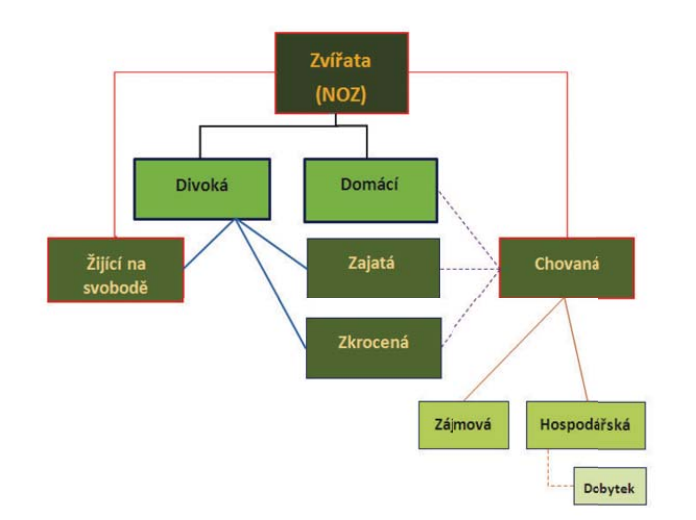 Zvířata
(NOZ)
Divoká
Domácí
Žijící na
svobodě
Zajatá
Chovaná
Zkrocená
Zájmová
Hospodářská
Dobytek